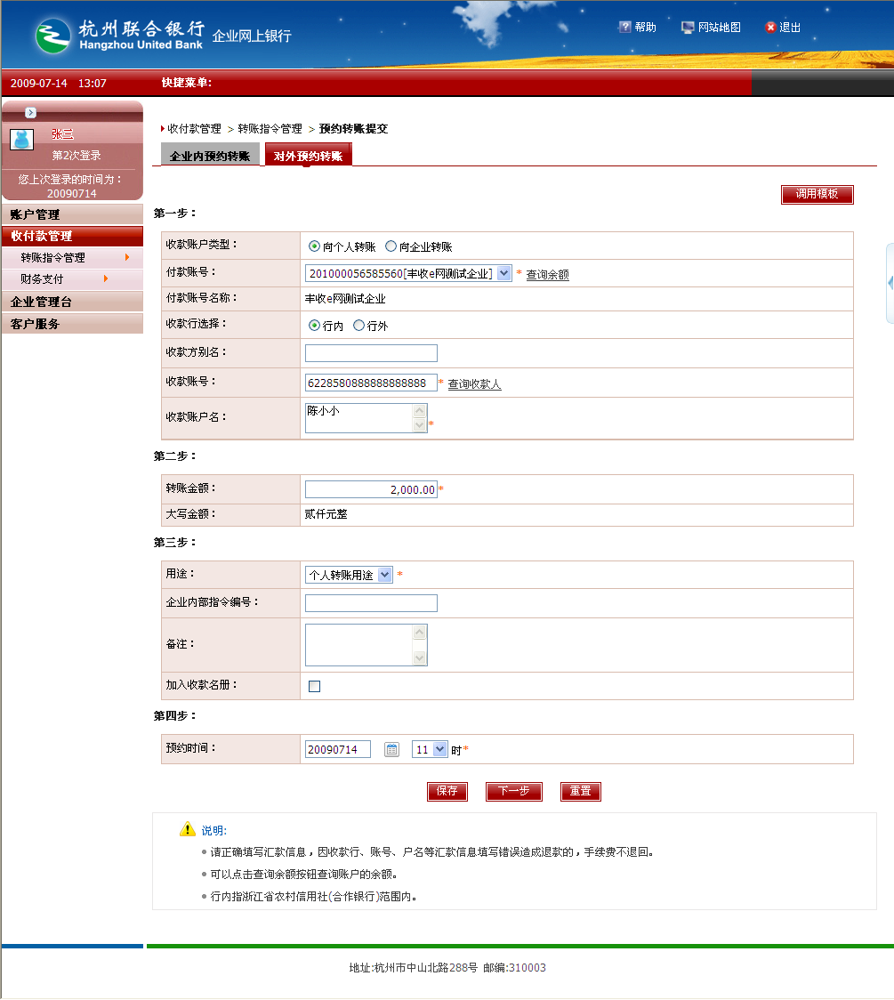 杭州联合银行 企业网上银行
Hangzhou United Bank
帮助 网站地图 退出
2009-07-14 13:07 快捷菜单:
张三
第2次登录
您上次登录的时间为：
20090714
账户管理
收付款管理
转账指令管理
财务支付
企业管理台
客户服务
收付款管理 > 转账指令管理 > 预约转账提交
企业内预约转账 对外预约转账
调用模板
第一步：
收款账户类型： 向个人转账 向企业转账
付款账号： 201000056585560[丰收e网测试企业] * 查询余额
付款账号名称： 丰收e网测试企业
收款行选择： 行内 行外
收款方别名：
收款账号： 6228580888888888888 * 查询收款人
收款账户名： 陈小小 *
第二步：
转账金额： 2,000.00 *
大写金额： 贰仟元整
第三步：
用途： 个人转账用途 *
企业内部指令编号：
备注：
加入收款名册：
第四步：
预约时间： 20090714 11 时*
保存 下一步 重置
说明:
请正确填写汇款信息，因收款行、账号、户名等汇款信息填写错误造成退款的，手续费不退回。
可以点击查询余额按钮查询账户的余额。
行内指浙江省农村信用社(合作银行)范围内。
地址:杭州市中山北路288号 邮编:310003